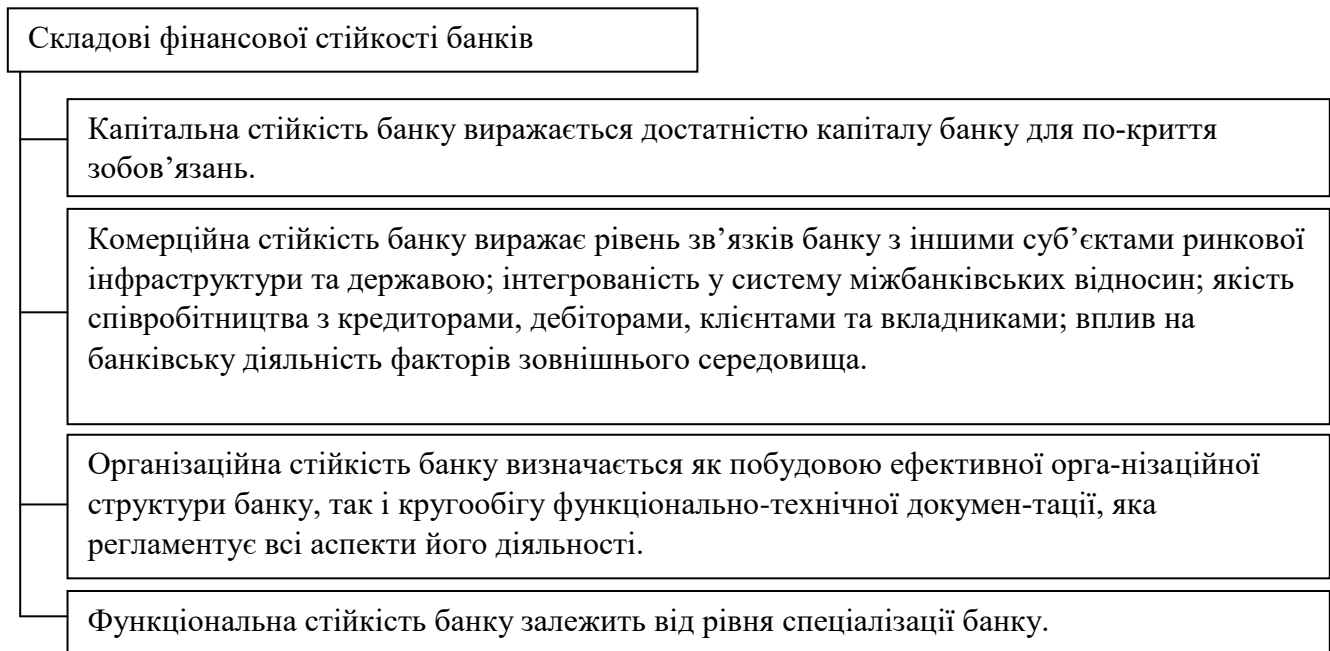 Складові фінансової стійкості банків
Капітальна стійкість банку виражається достатністю капіталу банку для по-криття
зобов’язань.
Комерційна стійкість банку виражає рівень зв’язків банку з іншими суб’єктами ринкової
інфраструктури та державою; інтегрованість у систему міжбанківських відносин; якість
співробітництва з кредиторами, дебіторами, клієнтами та вкладниками; вплив на
банківську діяльність факторів зовнішнього середовища.
Організаційна стійкість банку визначається як побудовою ефективної орга-нізаційної
структури банку, так і кругообігу функціонально-технічної докумен-тації, яка
регламентує всі аспекти його діяльності.
Функціональна стійкість банку залежить від рівня спеціалізації банку.